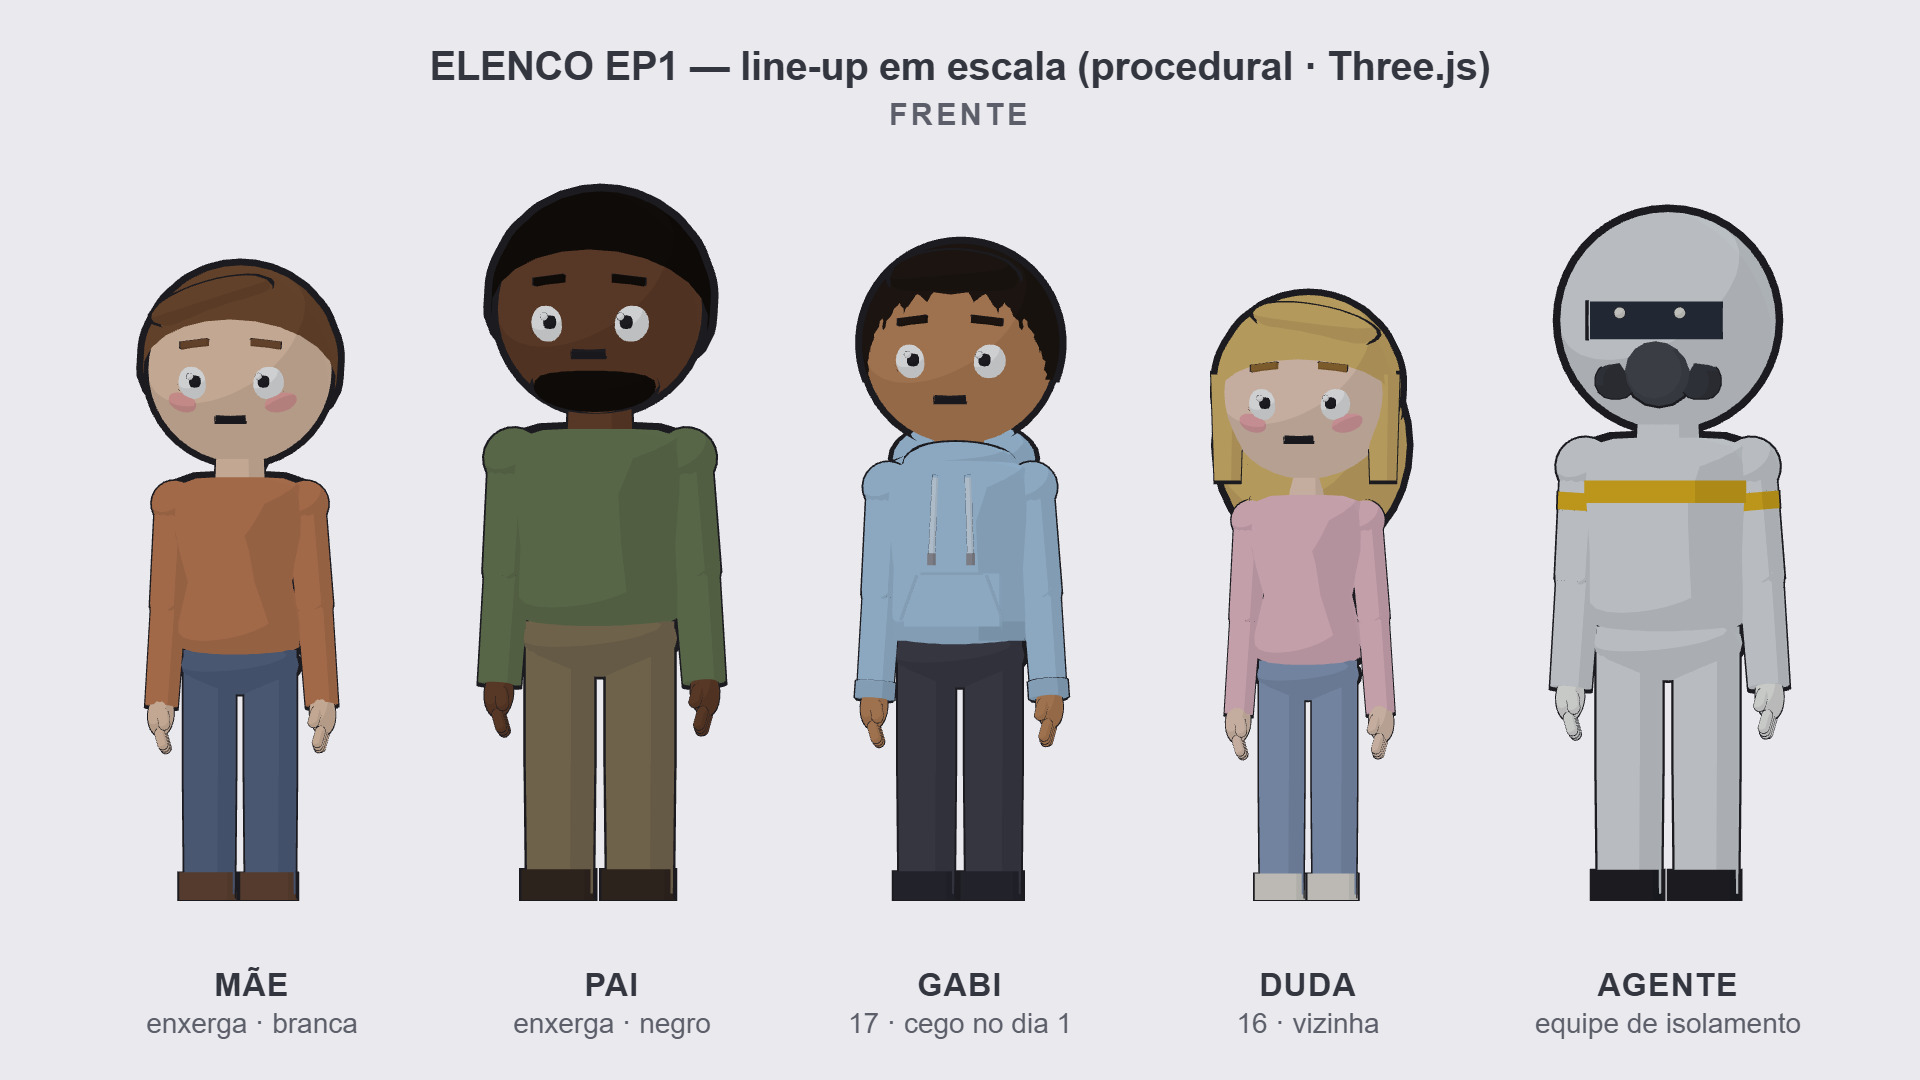 ELENCO EP1 — line-up em escala (procedural · Three.js)
FRENTE
MÃE
enxerga · branca
PAI
enxerga · negro
GABI
17 · cego no dia 1
DUDA
16 · vizinha
AGENTE
equipe de isolamento